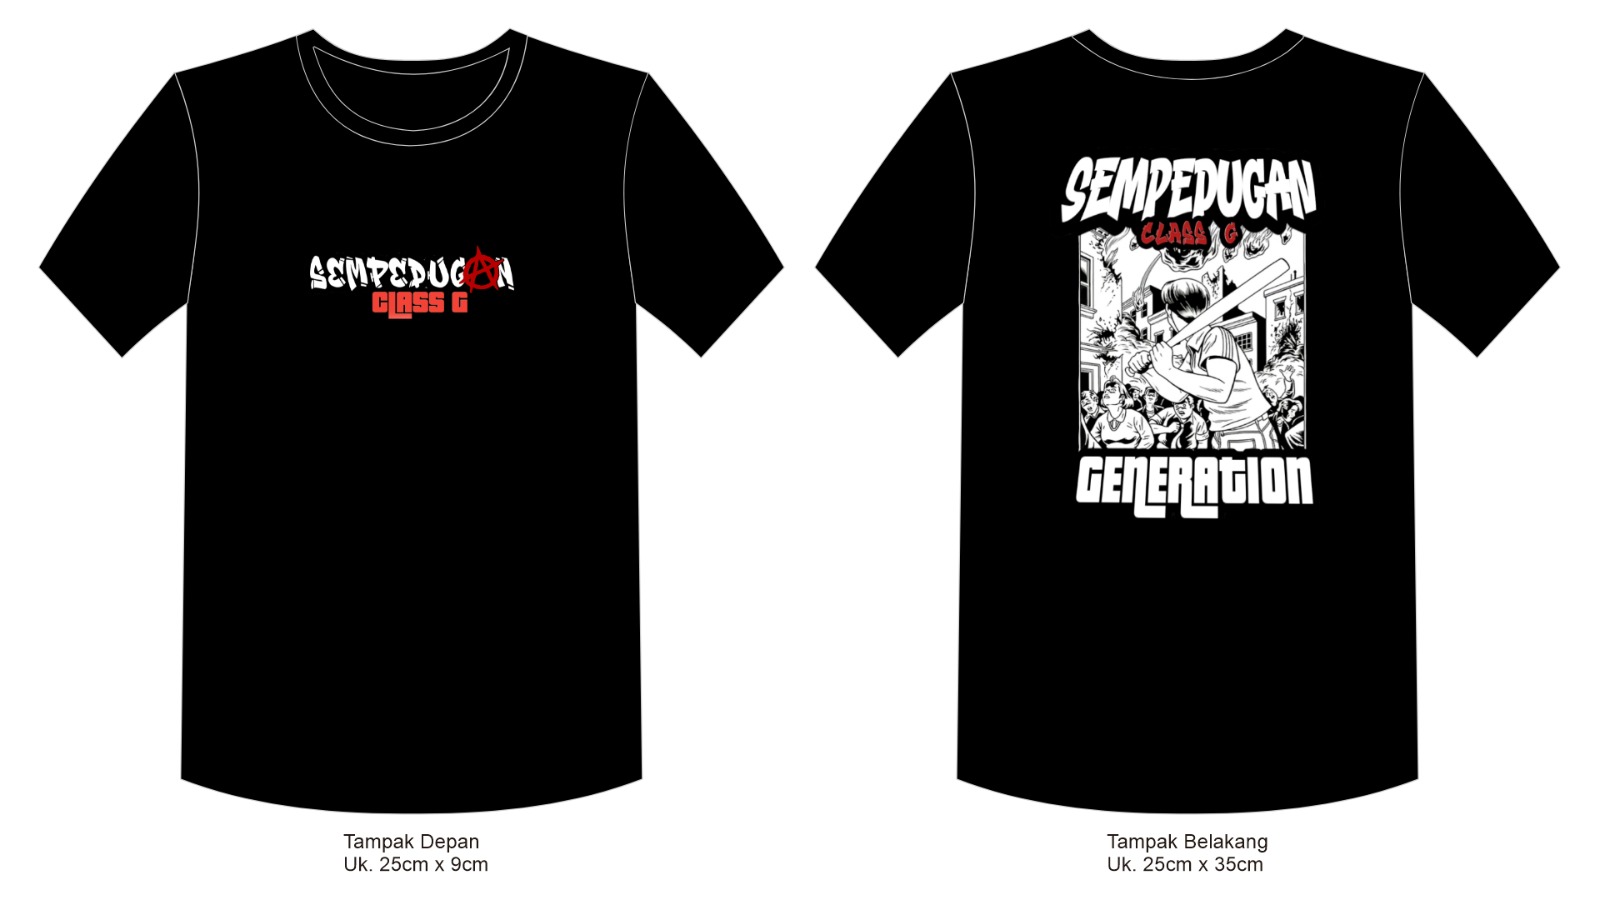 SEMPEDUGAN
CLASS G
Tampak Depan
Uk. 25cm x 9cm
SEMPEDUGAN
CLASS G
GENERATION
Tampak Belakang
Uk. 25cm x 35cm